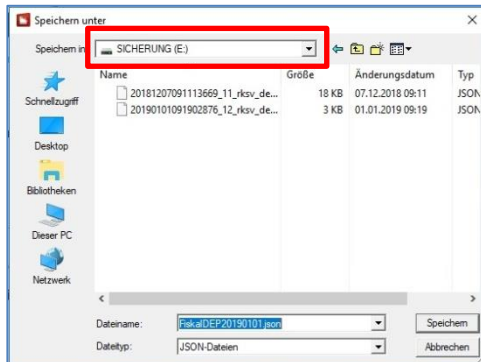 Speichern unter
Speichern in:
SICHERUNG (E:)
Name Größe Änderungsdatum Typ
20181207091113669_11_rksv_de... 18 KB 07.12.2018 09:11 JSON
20190101091902876_12_rksv_de... 3 KB 01.01.2019 09:19 JSON
Schnellzugriff
Desktop
Bibliotheken
Dieser PC
Netzwerk
Dateiname: FiskalDEP20190101.json Speichern
Dateityp: JSON-Dateien Abbrechen